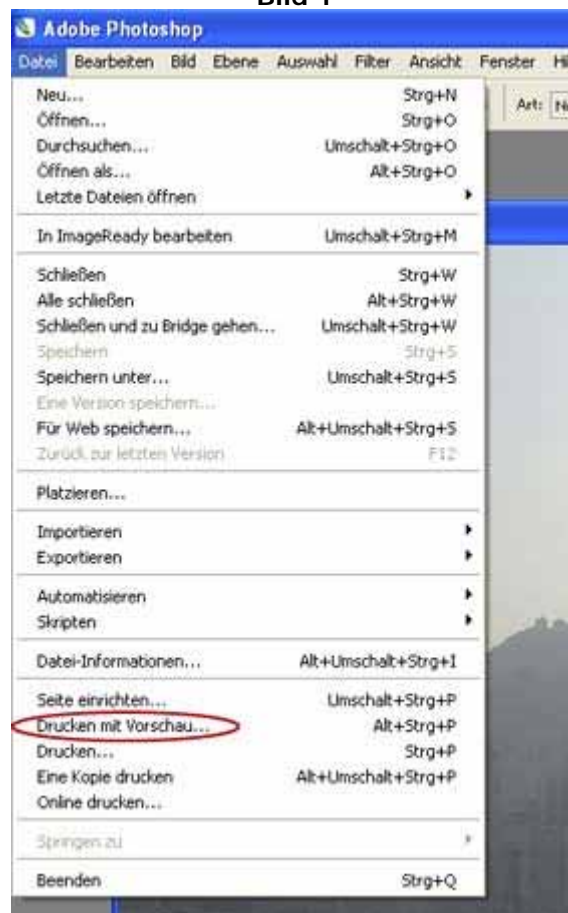 Bild 1
Adobe Photoshop
Datei Bearbeiten Bild Ebene Auswahl Filter Ansicht Fenster
Art:
Neu... Strg+N
Öffnen... Strg+O
Durchsuchen... Umschalt+Strg+O
Öffnen als... Alt+Strg+O
Letzte Dateien öffnen
In ImageReady bearbeiten Umschalt+Strg+M
Schließen Strg+W
Alle schließen Alt+Strg+W
Schließen und zu Bridge gehen... Umschalt+Strg+W
Speichern Strg+S
Speichern unter... Umschalt+Strg+S
Eine Version speichern...
Für Web speichern... Alt+Umschalt+Strg+S
Zurück zur letzten Version F12
Platzieren...
Importieren
Exportieren
Automatisieren
Skripten
Datei-Informationen... Alt+Umschalt+Strg+I
Seite einrichten... Umschalt+Strg+P
Drucken mit Vorschau... Alt+Strg+P
Drucken... Strg+P
Eine Kopie drucken Alt+Umschalt+Strg+P
Online drucken...
Springen zu
Beenden Strg+Q